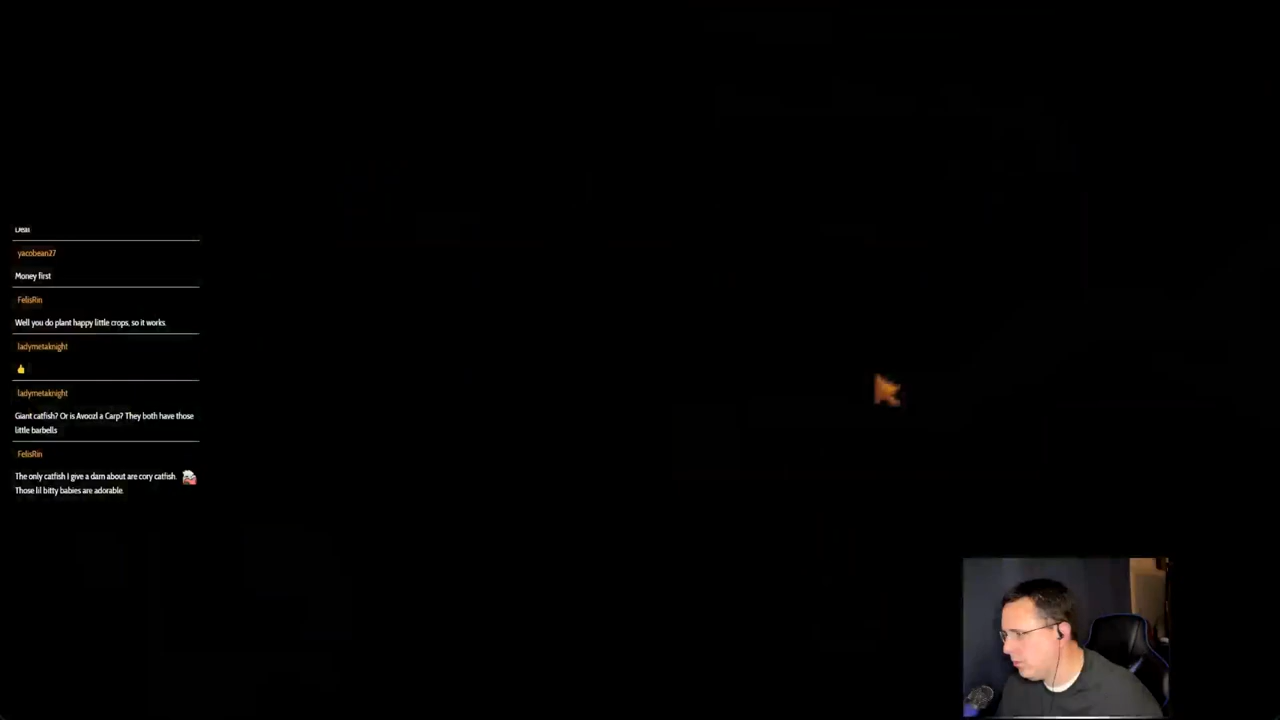 Deal
yacobean27
Money first
FelisRin
Well you do plant happy little crops, so it works.
ladymetaknight
👍
ladymetaknight
Giant catfish? Or is Avoozl a Carp? They both have those
little barbells
FelisRin
The only catfish I give a darn about are cory catfish.
Those lil bitty babies are adorable.